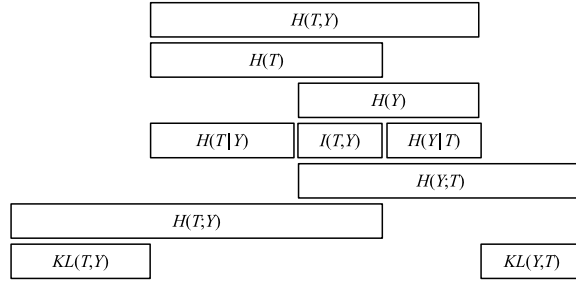 H(T,Y)
H(T)
H(Y)
H(T|Y) I(T,Y) H(Y|T)
H(Y;T)
H(T;Y)
KL(T,Y) KL(Y,T)